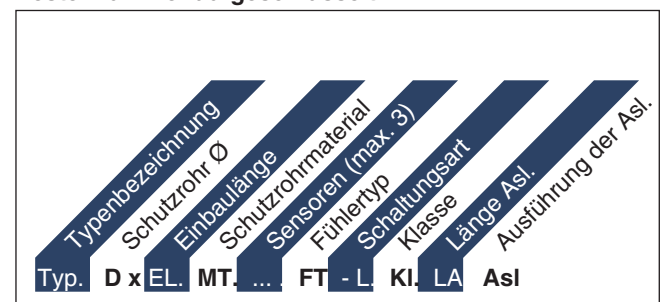 Typenbezeichnung
Schutzrohr Ø
Einbaulänge
Schutzrohrmaterial
Sensoren (max. 3)
Fühlertyp
Schaltungsart
Klasse
Länge Asl.
Ausführung der Asl.
Typ. D x EL. MT. ... . FT - L. Kl. LA Asl